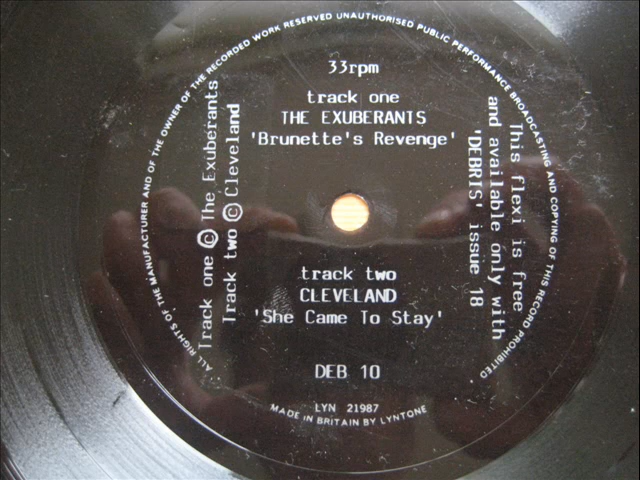 ALL RIGHTS OF THE MANUFACTURER AND OF THE OWNER OF THE RECORDED WORK RESERVED UNAUTHORISED PUBLIC PERFORMANCE BROADCASTING AND COPYING OF THIS RECORD PROHIBITED
33rpm
track one
THE EXUBERANTS
'Brunette's Revenge'
Track one © The Exuberants
Track two © Cleveland
This flexi is free
and available only with
'DEBRIS' issue 18
track two
CLEVELAND
'She Came To Stay'
DEB 10
LYN 21987
MADE IN BRITAIN BY LYNTONE